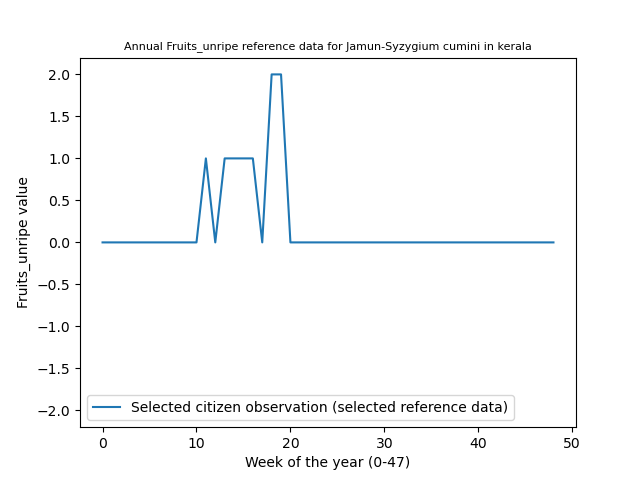 Annual Fruits_unripe reference data for Jamun-Syzygium cumini in kerala
2.0
1.5
1.0
0.5
0.0
−0.5
−1.0
−1.5
−2.0
Fruits_unripe value
Selected citizen observation (selected reference data)
0 10 20 30 40 50
Week of the year (0-47)